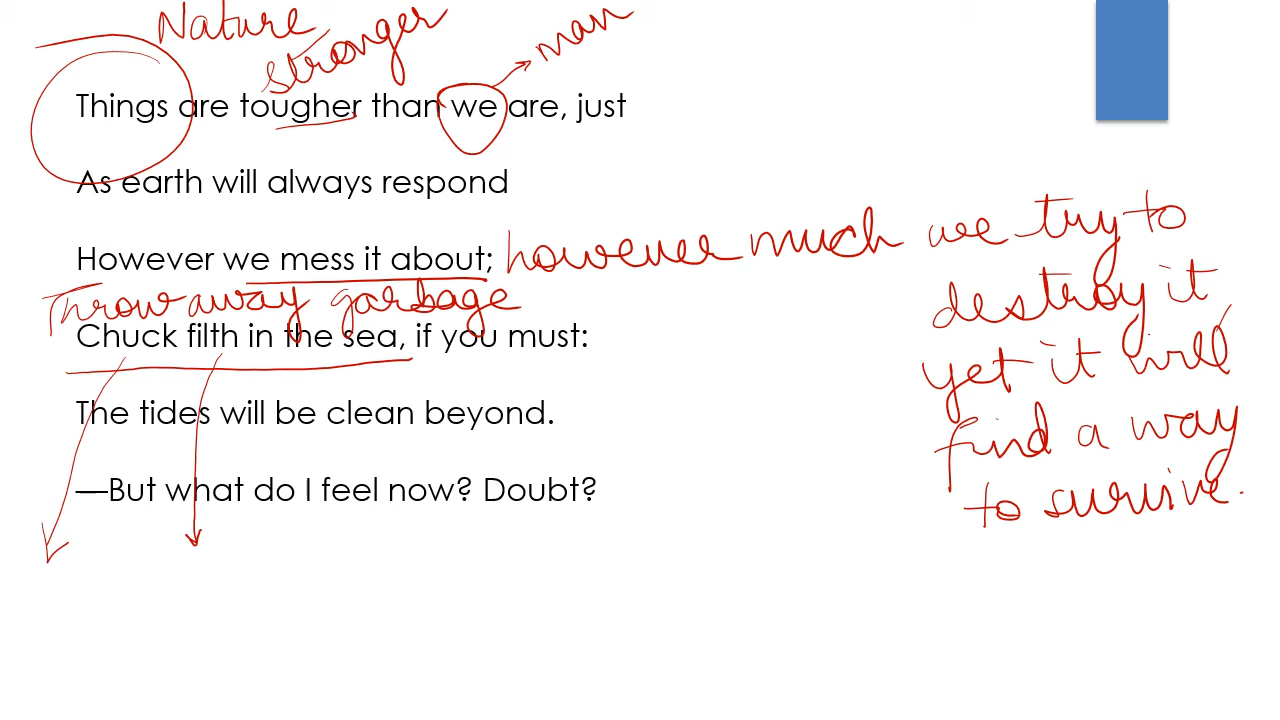 Nature
stronger
man
Things are tougher than we are, just
As earth will always respond
However we mess it about;
however much we try to
destroy it
yet it will
find a way
to survive.
Throw away garbage
Chuck filth in the sea, if you must:
The tides will be clean beyond.
—But what do I feel now? Doubt?